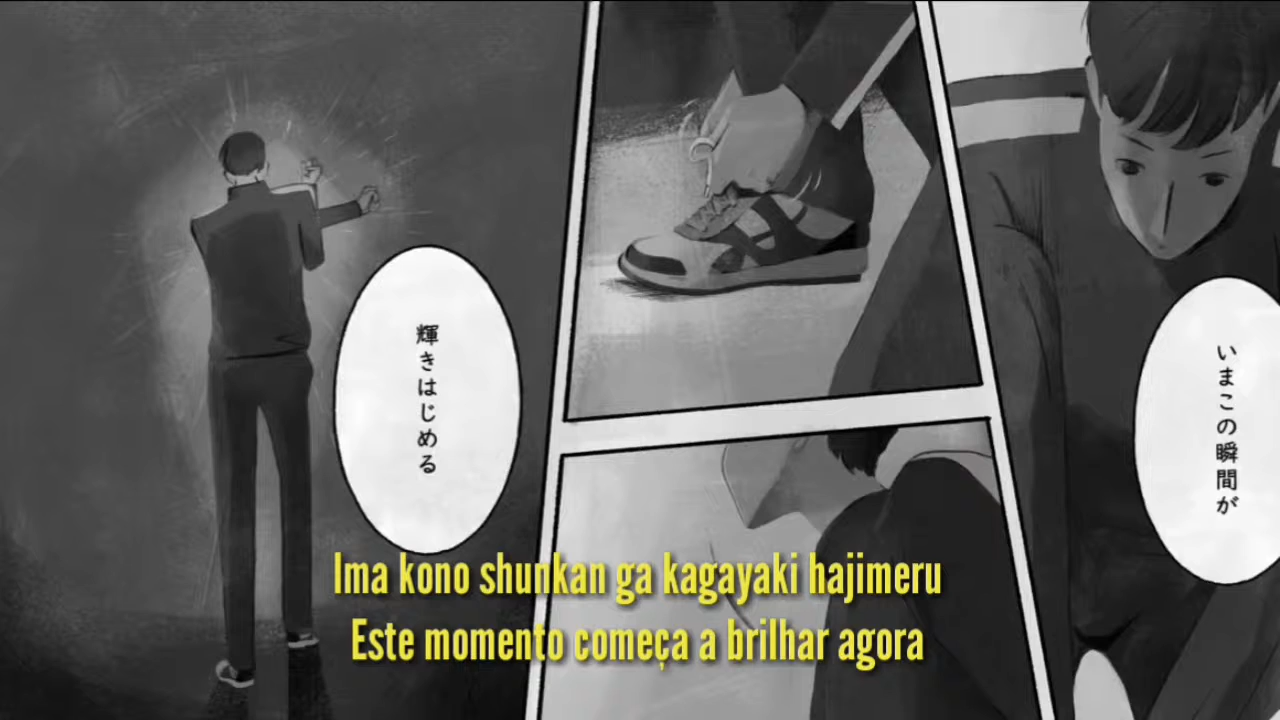 いまこの瞬間が
輝きはじめる
Ima kono shunkan ga kagayaki hajimeru
Este momento começa a brilhar agora